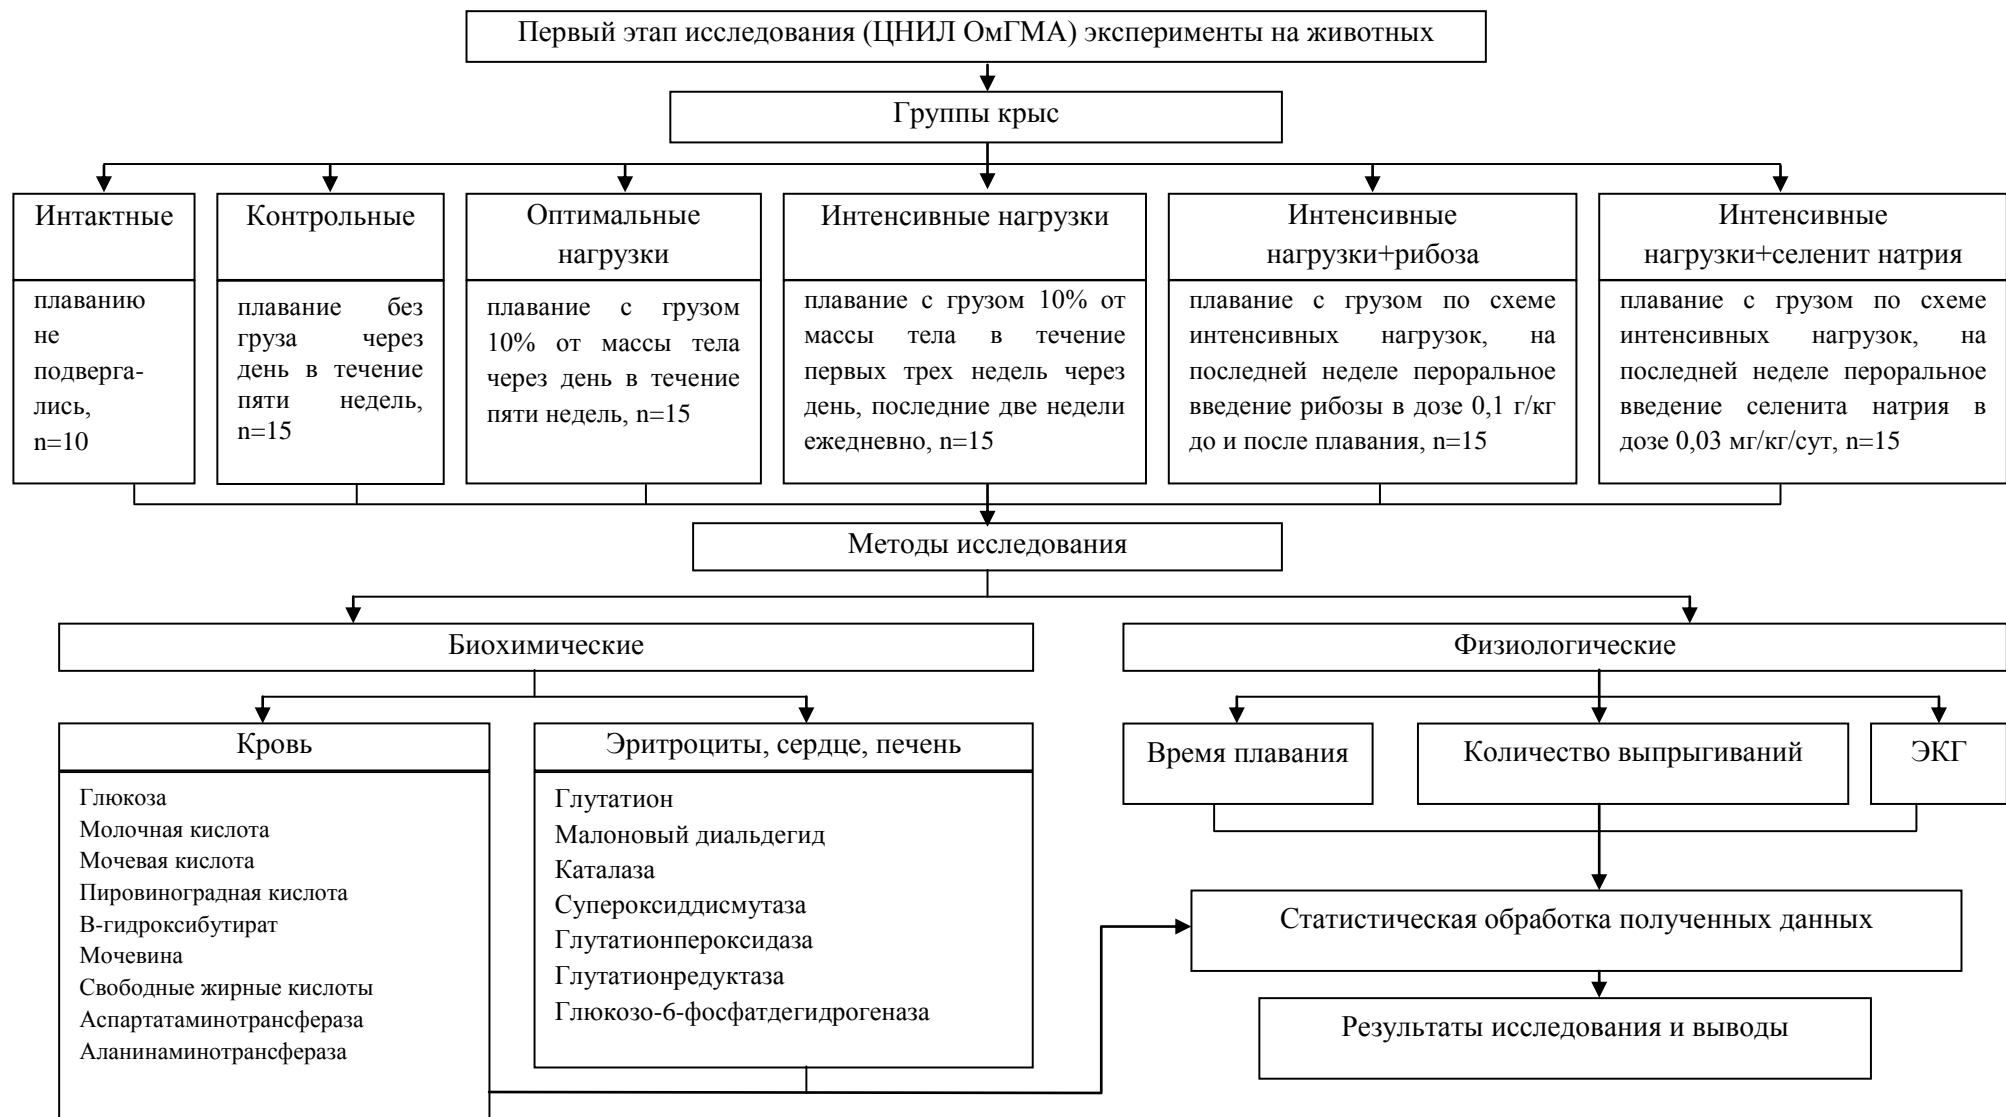 Первый этап исследования (ЦНИЛ ОмГМА) эксперименты на животных
Группы крыс
Интактные
плаванию
не
подверга-
лись,
n=10
Контрольные
плавание без
груза через
день в течение
пяти недель,
n=15
Оптимальные
нагрузки
плавание с грузом
10% от массы тела
через день в течение
пяти недель, n=15
Интенсивные нагрузки
плавание с грузом 10% от
массы тела в течение
первых трех недель через
день, последние две недели
ежедневно, n=15
Интенсивные
нагрузки+рибоза
плавание с грузом по схеме
интенсивных нагрузок, на
последней неделе пероральное
введение рибозы в дозе 0,1 г/кг
до и после плавания, n=15
Интенсивные
нагрузки+селенит натрия
плавание с грузом по схеме
интенсивных нагрузок, на
последней неделе пероральное
введение селенита натрия в
дозе 0,03 мг/кг/сут, n=15
Методы исследования
Биохимические
Физиологические
Кровь
Глюкоза
Молочная кислота
Мочевая кислота
Пировиноградная кислота
В-гидроксибутират
Мочевина
Свободные жирные кислоты
Аспартатаминотрансфераза
Аланинаминотрансфераза
Эритроциты, сердце, печень
Глутатион
Малоновый диальдегид
Каталаза
Супероксиддисмутаза
Глутатионпероксидаза
Глутатионредуктаза
Глюкозо-6-фосфатдегидрогеназа
Время плавания
Количество выпрыгиваний
ЭКГ
Статистическая обработка полученных данных
Результаты исследования и выводы